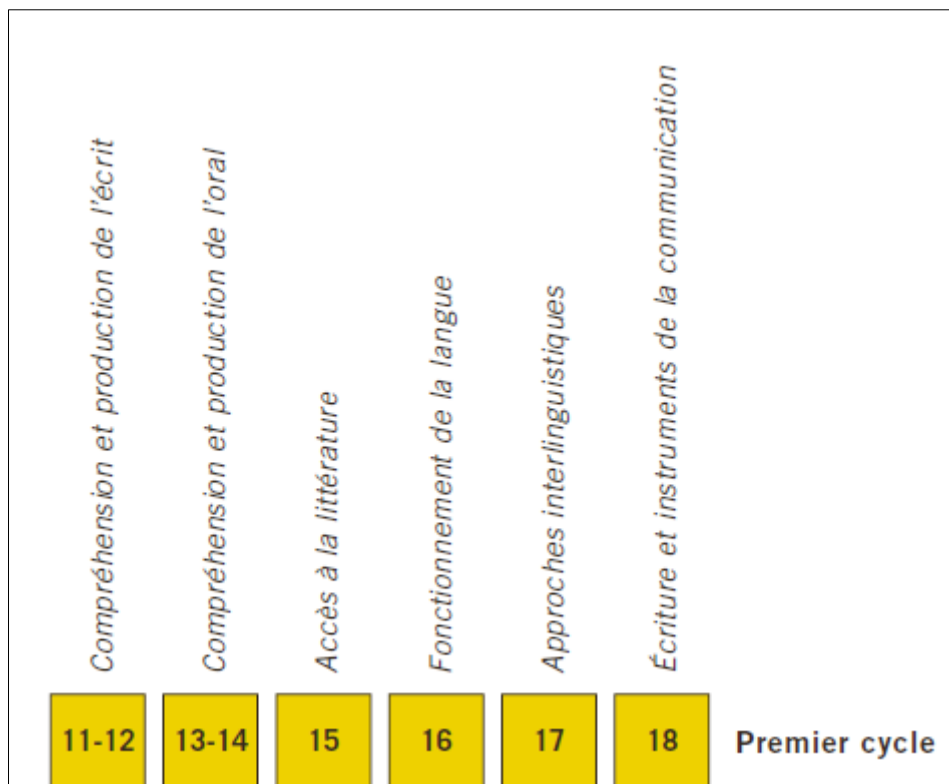 Compréhension et production de l'écrit
Compréhension et production de l'oral
Accès à la littérature
Fonctionnement de la langue
Approches interlinguistiques
Écriture et instruments de la communication
11-12
13-14
15
16
17
18
Premier cycle